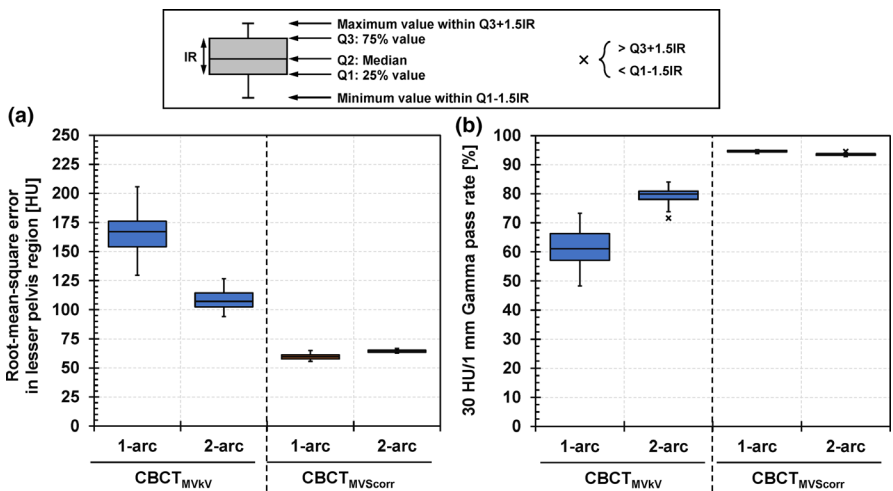 Maximum value within Q3+1.5IR
Q3: 75% value
IR
Q2: Median
Q1: 25% value
Minimum value within Q1-1.5IR
× > Q3+1.5IR
< Q1-1.5IR
(a)
Root-mean-square error
in lesser pelvis region [HU]
250
225
200
175
150
125
100
75
50
25
0
1-arc 2-arc 1-arc 2-arc
CBCTMVkV CBCTMVScorr
(b)
30 HU/1 mm Gamma pass rate [%]
100
90
80
70
60
50
40
30
20
10
0
1-arc 2-arc 1-arc 2-arc
CBCTMVkV CBCTMVScorr